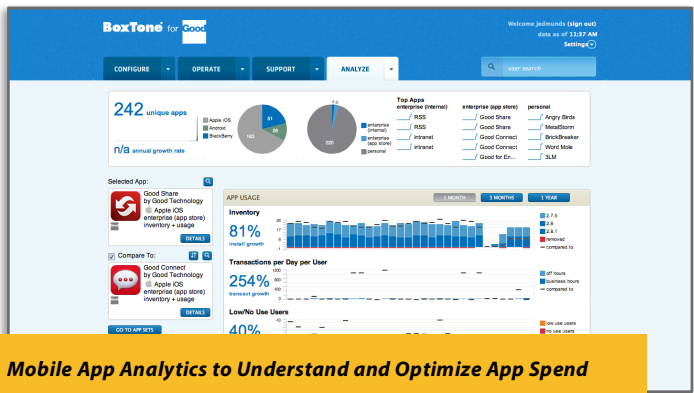 BoxTone for Good
Welcome jedmunds (sign out)
data as of 11:37 AM
Settings
CONFIGURE
OPERATE
SUPPORT
ANALYZE
user search
242 unique apps
n/a annual growth rate
Apple iOS
Android
BlackBerry
51
28
163
enterprise
(internal)
enterprise
(app store)
personal
Top Apps
enterprise (internal)
RSS
RSS
intranet
intranet
enterprise (app store)
Good Share
Good Share
Good Connect
Good Connect
Good for En...
personal
Angry Birds
MetalStorm
BrickBreaker
Word Mole
3LM
Selected App:
Good Share
by Good Technology
Apple iOS
enterprise (app store)
inventory + usage
DETAILS
Compare To:
Good Connect
by Good Technology
Apple iOS
enterprise (app store)
inventory + usage
DETAILS
GO TO APP SETS
APP USAGE
1 MONTH
3 MONTHS
1 YEAR
Inventory
81%
install growth
2.7.5
2.8
2.8.1
removed
compared to
Transactions per Day per User
254%
transact growth
1200
800
400
0
off hours
business hours
compared to
Low/No Use Users
40%
low use users
no use users
Mobile App Analytics to Understand and Optimize App Spend